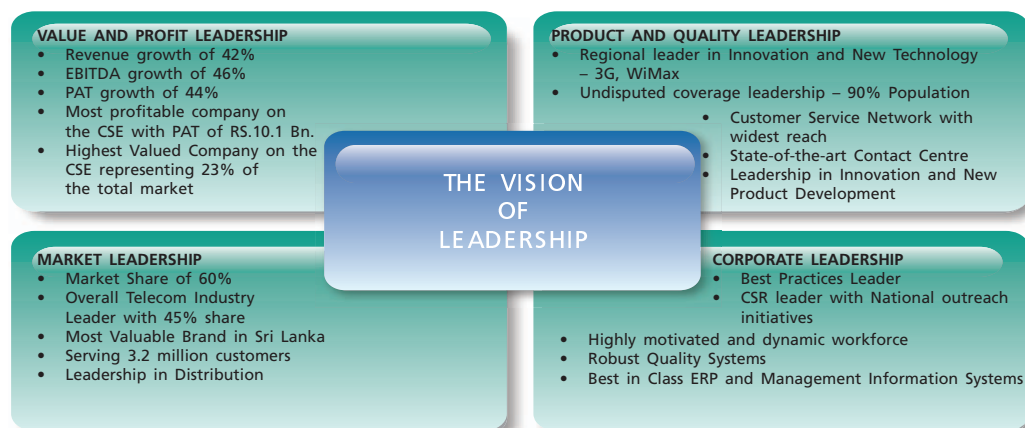 VALUE AND PROFIT LEADERSHIP
• Revenue growth of 42%
• EBITDA growth of 46%
• PAT growth of 44%
• Most profitable company on
the CSE with PAT of RS.10.1 Bn.
• Highest Valued Company on the
CSE representing 23% of
the total market
PRODUCT AND QUALITY LEADERSHIP
• Regional leader in Innovation and New Technology
– 3G, WiMax
• Undisputed coverage leadership – 90% Population
• Customer Service Network with
widest reach
• State-of-the-art Contact Centre
• Leadership in Innovation and New
Product Development
THE VISION
OF
LEADERSHIP
MARKET LEADERSHIP
• Market Share of 60%
• Overall Telecom Industry
Leader with 45% share
• Most Valuable Brand in Sri Lanka
• Serving 3.2 million customers
• Leadership in Distribution
CORPORATE LEADERSHIP
• Best Practices Leader
• CSR leader with National outreach
initiatives
• Highly motivated and dynamic workforce
• Robust Quality Systems
• Best in Class ERP and Management Information Systems